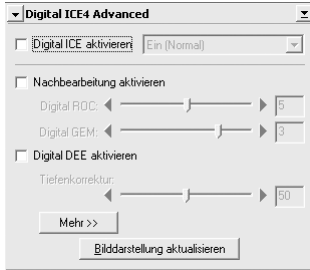 Digital ICE4 Advanced
Digital ICE aktivieren Ein (Normal)
Nachbearbeitung aktivieren
Digital ROC: 5
Digital GEM: 3
Digital DEE aktivieren
Tiefenkorrektur:
50
Mehr >>
Bilddarstellung aktualisieren